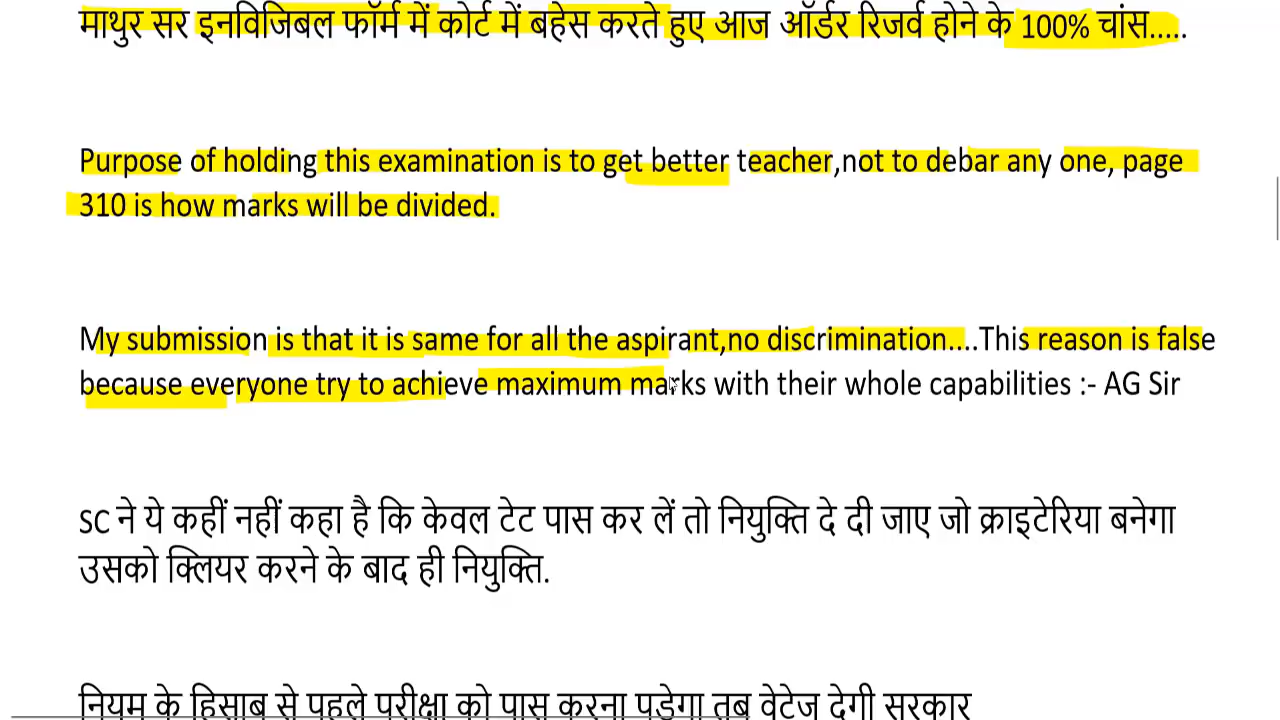 माथुर सर इनविजिबल फॉर्म में कोर्ट में बहेस करते हुए आज ऑर्डर रिजर्व होने के 100% चांस.....
Purpose of holding this examination is to get better teacher,not to debar any one, page
310 is how marks will be divided.
My submission is that it is same for all the aspirant,no discrimination....This reason is false
because everyone try to achieve maximum marks with their whole capabilities :- AG Sir
SC ने ये कहीं नहीं कहा है कि केवल टेट पास कर लें तो नियुक्ति दे दी जाए जो क्राइटेरिया बनेगा
उसको क्लियर करने के बाद ही नियुक्ति.
नियम के हिसाब से पहले परीक्षा को पास करना पड़ेगा तब वेटेज देगी सरकार